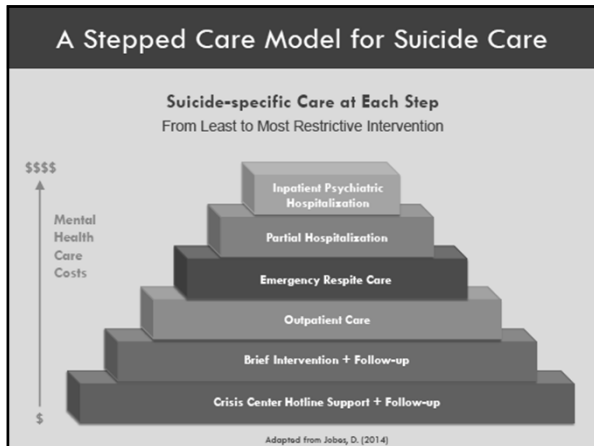 A Stepped Care Model for Suicide Care
Suicide-specific Care at Each Step
From Least to Most Restrictive Intervention
$$$$
Mental
Health
Care
Costs
$
Inpatient Psychiatric
Hospitalization
Partial Hospitalization
Emergency Respite Care
Outpatient Care
Brief Intervention + Follow-up
Crisis Center Hotline Support + Follow-up
Adapted from Jobes, D. (2014)